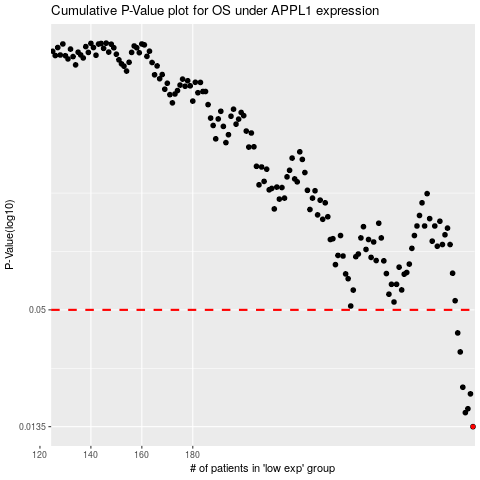 Cumulative P-Value plot for OS under APPL1 expression
P-Value(log10)
0.05
0.0135
120 140 160 180
# of patients in 'low exp' group